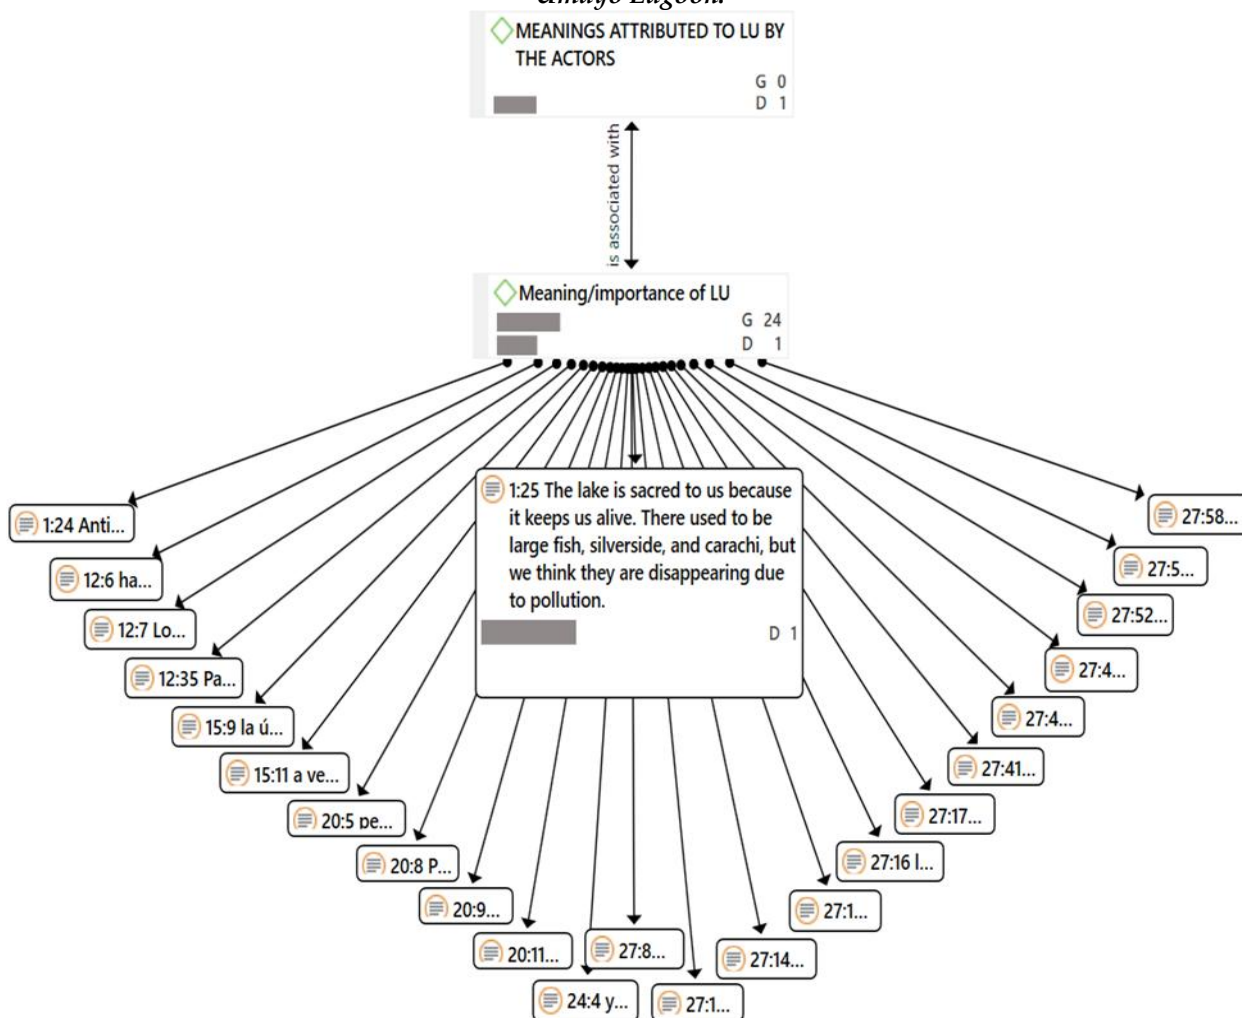 Umayo Lagoon.
MEANINGS ATTRIBUTED TO LU BY
THE ACTORS
G 0
D 1
is associated with
Meaning/importance of LU
G 24
D 1
1:25 The lake is sacred to us because
it keeps us alive. There used to be
large fish, silverside, and carachi, but
we think they are disappearing due
to pollution.
D 1
1:24 Anti...
12:6 ha...
12:7 Lo...
12:35 Pa...
15:9 la ú...
15:11 a ve...
20:5 pe...
20:8 P...
20:9...
20:11...
24:4 y...
27:8...
27:1...
27:14...
27:1...
27:16 l...
27:17...
27:41...
27:4...
27:4...
27:52...
27:5...
27:58...